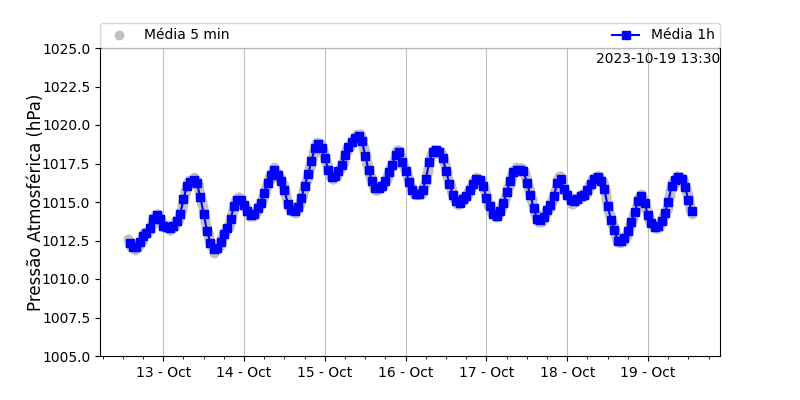 Média 5 min
Média 1h
2023-10-19 13:30
Pressão Atmosférica (hPa)
1025.0
1022.5
1020.0
1017.5
1015.0
1012.5
1010.0
1007.5
1005.0
13 - Oct
14 - Oct
15 - Oct
16 - Oct
17 - Oct
18 - Oct
19 - Oct